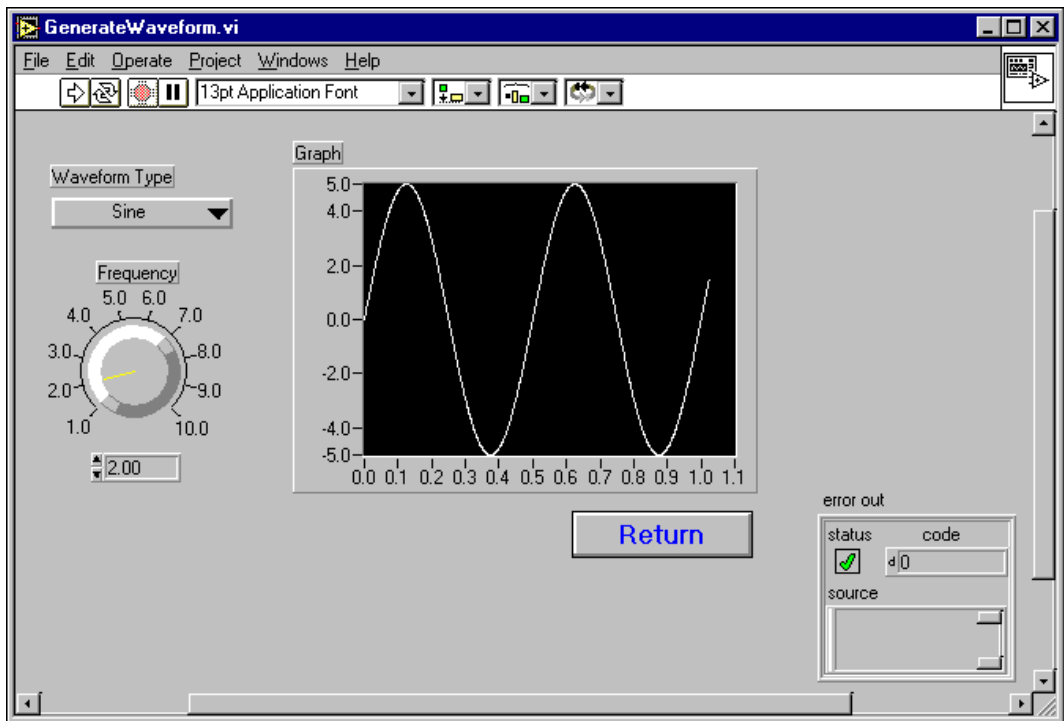 GenerateWaveform.vi
File Edit Operate Project Windows Help
13pt Application Font
Waveform Type
Sine
Frequency
5.0 6.0
4.0 7.0
3.0 8.0
2.0 9.0
1.0 10.0
2.00
Graph
5.0
4.0
2.0
0.0
-2.0
-4.0
-5.0
0.0 0.1 0.2 0.3 0.4 0.5 0.6 0.7 0.8 0.9 1.0 1.1
Return
error out
status code
d 0
source